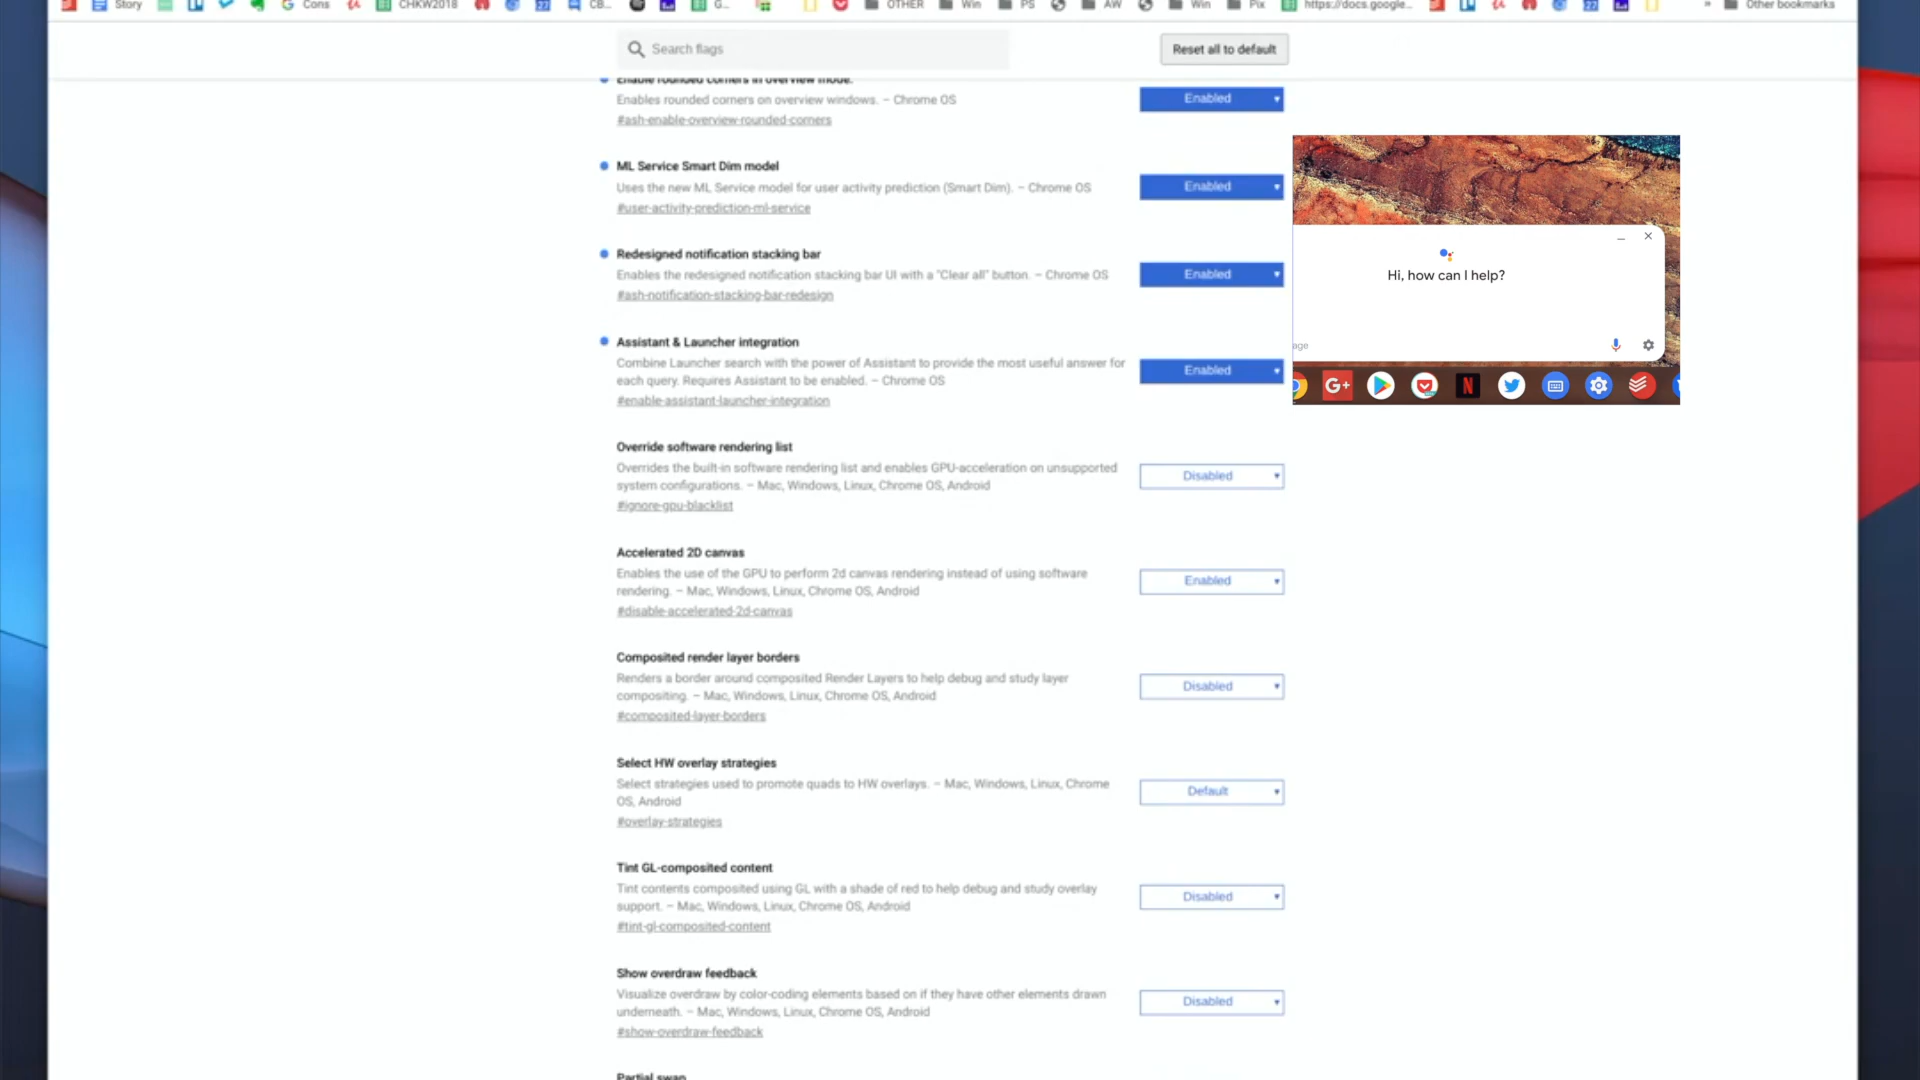 Story
Cons
CHKW2018
27
CB...
G...
OTHER
Win
PS
AW
Win
Pix
https://docs.google...
27
»
Other bookmarks
Search flags
Reset all to default
Enable rounded corners in overview mode.
Enables rounded corners on overview windows. – Chrome OS
#ash-enable-overview-rounded-corners
Enabled
ML Service Smart Dim model
Uses the new ML Service model for user activity prediction (Smart Dim). – Chrome OS
#user-activity-prediction-ml-service
Enabled
Redesigned notification stacking bar
Enables the redesigned notification stacking bar UI with a "Clear all" button. – Chrome OS
#ash-notification-stacking-bar-redesign
Enabled
Hi, how can I help?
age
G+
N
Assistant & Launcher integration
Combine Launcher search with the power of Assistant to provide the most useful answer for
each query. Requires Assistant to be enabled. – Chrome OS
#enable-assistant-launcher-integration
Enabled
Override software rendering list
Overrides the built-in software rendering list and enables GPU-acceleration on unsupported
system configurations. – Mac, Windows, Linux, Chrome OS, Android
#ignore-gpu-blacklist
Disabled
Accelerated 2D canvas
Enables the use of the GPU to perform 2d canvas rendering instead of using software
rendering. – Mac, Windows, Linux, Chrome OS, Android
#disable-accelerated-2d-canvas
Enabled
Composited render layer borders
Renders a border around composited Render Layers to help debug and study layer
compositing. – Mac, Windows, Linux, Chrome OS, Android
#composited-layer-borders
Disabled
Select HW overlay strategies
Select strategies used to promote quads to HW overlays. – Mac, Windows, Linux, Chrome
OS, Android
#overlay-strategies
Default
Tint GL-composited content
Tint contents composited using GL with a shade of red to help debug and study overlay
support. – Mac, Windows, Linux, Chrome OS, Android
#tint-gl-composited-content
Disabled
Show overdraw feedback
Visualize overdraw by color-coding elements based on if they have other elements drawn
underneath. – Mac, Windows, Linux, Chrome OS, Android
#show-overdraw-feedback
Disabled
Partial swap